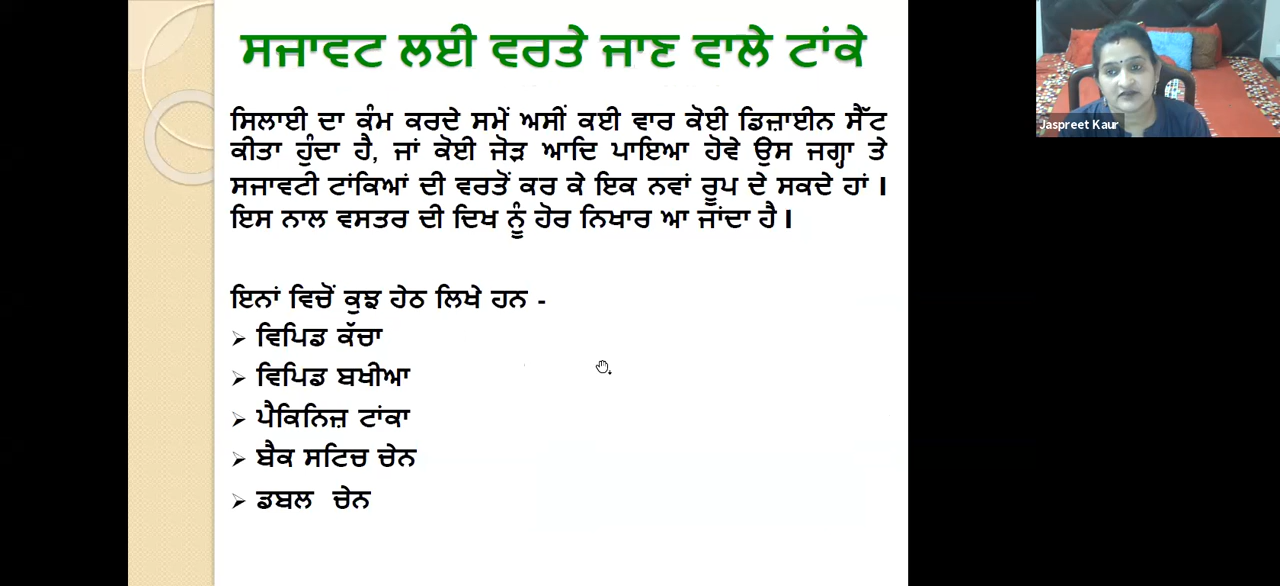 ਸਜਾਵਟ ਲਈ ਵਰਤੇ ਜਾਣ ਵਾਲੇ ਟਾਂਕੇ
ਸਿਲਾਈ ਦਾ ਕੰਮ ਕਰਦੇ ਸਮੇਂ ਅਸੀਂ ਕਈ ਵਾਰ ਕੋਈ ਡਿਜ਼ਾਈਨ ਸੈੱਟ
ਕੀਤਾ ਹੁੰਦਾ ਹੈ, ਜਾਂ ਕੋਈ ਜੋੜ ਆਦਿ ਪਾਇਆ ਹੋਵੇ ਉਸ ਜਗ੍ਹਾ ਤੇ
ਸਜਾਵਟੀ ਟਾਂਕਿਆਂ ਦੀ ਵਰਤੋਂ ਕਰ ਕੇ ਇਕ ਨਵਾਂ ਰੂਪ ਦੇ ਸਕਦੇ ਹਾਂ I
ਇਸ ਨਾਲ ਵਸਤਰ ਦੀ ਦਿਖ ਨੂੰ ਹੋਰ ਨਿਖਾਰ ਆ ਜਾਂਦਾ ਹੈ I
ਇਨਾਂ ਵਿਚੋਂ ਕੁਝ ਹੇਠ ਲਿਖੇ ਹਨ -
➢ ਵਿਪਿਡ ਕੱਚਾ
➢ ਵਿਪਿਡ ਬਖੀਆ
➢ ਪੈਕਿਨਿਜ਼ ਟਾਂਕਾ
➢ ਬੈਕ ਸਟਿਚ ਚੇਨ
➢ ਡਬਲ ਚੇਨ
Jaspreet Kaur